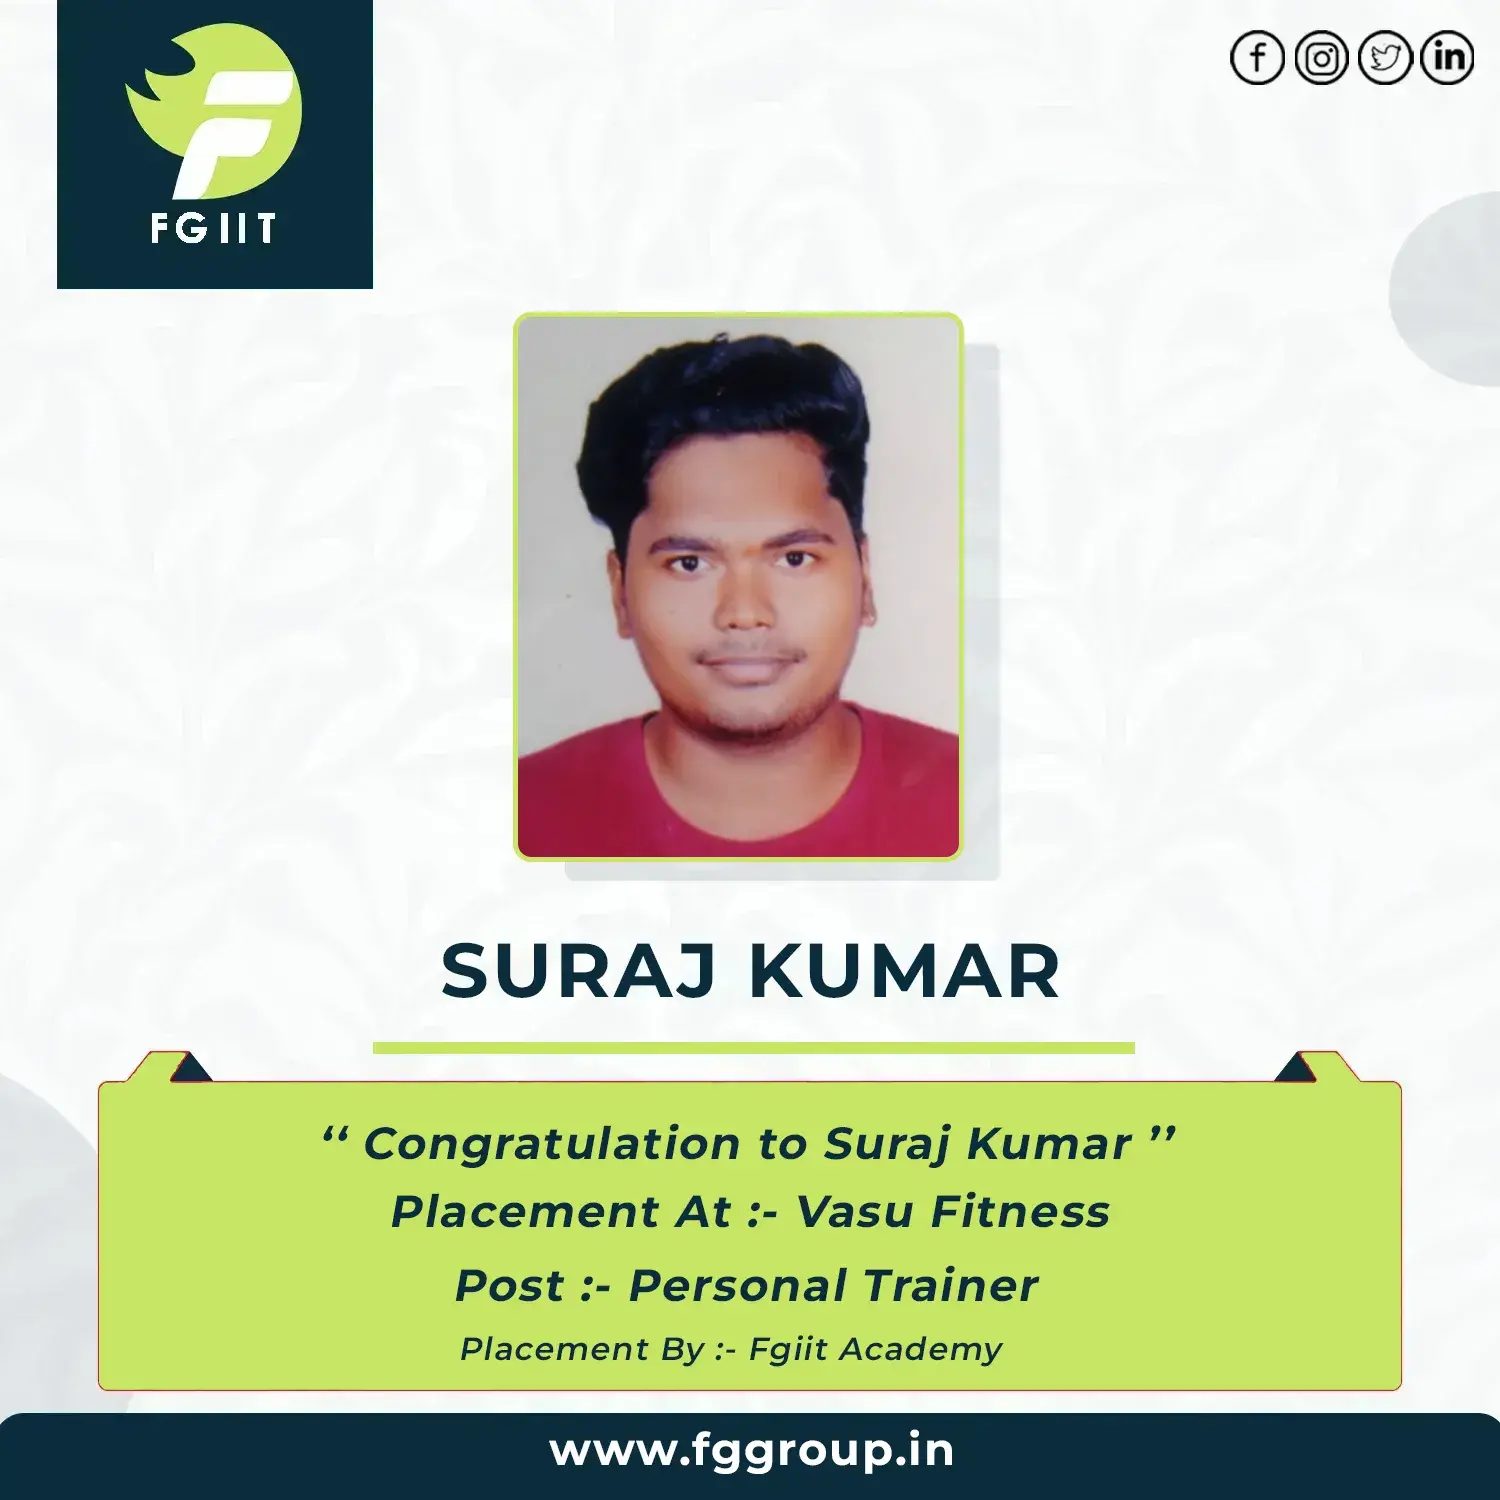 FGIIT
SURAJ KUMAR
‘‘ Congratulation to Suraj Kumar ’’
Placement At :- Vasu Fitness
Post :- Personal Trainer
Placement By :- Fgiit Academy
www.fggroup.in